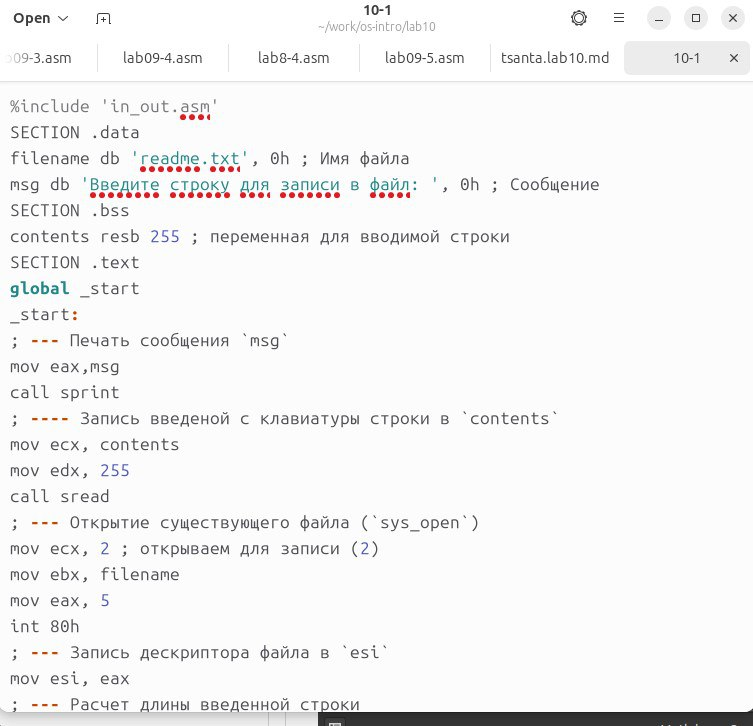 Open
10-1
~/work/os-intro/lab10
09-3.asm
lab09-4.asm
lab8-4.asm
lab09-5.asm
tsanta.lab10.md
10-1
%include 'in_out.asm'
SECTION .data
filename db 'readme.txt', 0h ; Имя файла
msg db 'Введите строку для записи в файл: ', 0h ; Сообщение
SECTION .bss
contents resb 255 ; переменная для вводимой строки
SECTION .text
global _start
_start:
; --- Печать сообщения `msg`
mov eax,msg
call sprint
; ---- Запись введеной с клавиатуры строки в `contents`
mov ecx, contents
mov edx, 255
call sread
; --- Открытие существующего файла (`sys_open`)
mov ecx, 2 ; открываем для записи (2)
mov ebx, filename
mov eax, 5
int 80h
; --- Запись дескриптора файла в `esi`
mov esi, eax
; --- Расчет длины введенной строки